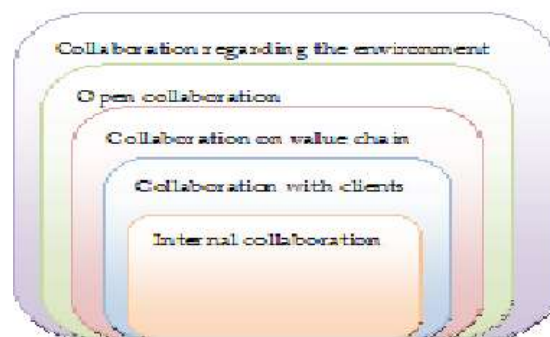 Collaboration regarding the environment
Open collaboration
Collaboration on value chain
Collaboration with clients
Internal collaboration